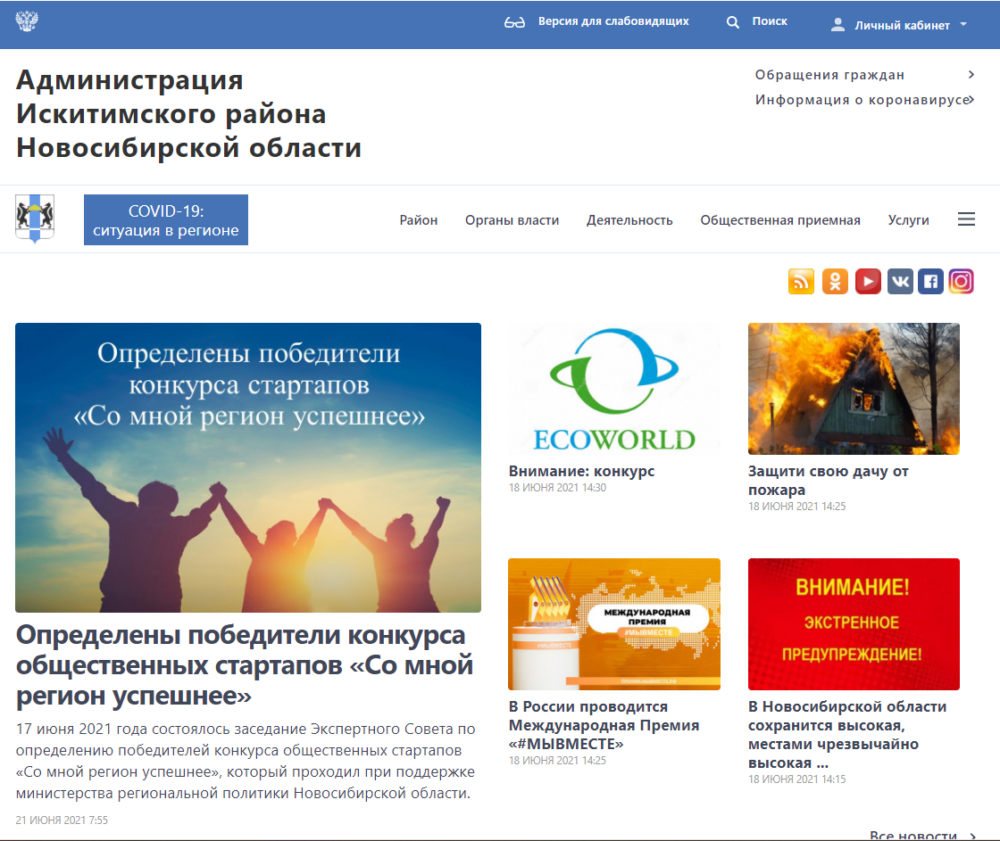 Версия для слабовидящих
Поиск
Личный кабинет
Администрация
Искитимского района
Новосибирской области
Обращения граждан
Информация о коронавирусе
COVID-19:
ситуация в регионе
Район
Органы власти
Деятельность
Общественная приемная
Услуги
Определены победители
конкурса стартапов
«Со мной регион успешнее»
Определены победители конкурса
общественных стартапов «Со мной
регион успешнее»
17 июня 2021 года состоялось заседание Экспертного Совета по
определению победителей конкурса общественных стартапов
«Со мной регион успешнее», который проходил при поддержке
министерства региональной политики Новосибирской области.
21 ИЮНЯ 2021 7:55
ECOWORLD
Внимание: конкурс
18 ИЮНЯ 2021 14:30
Защити свою дачу от
пожара
18 ИЮНЯ 2021 14:25
МЕЖДУНАРОДНАЯ
ПРЕМИЯ
#МЫВМЕСТЕ
#МЫВМЕСТЕ
ПРЕМИЯ.МЫВМЕСТЕ.РФ
В России проводится
Международная Премия
«#МЫВМЕСТЕ»
18 ИЮНЯ 2021 14:25
ВНИМАНИЕ!
ЭКСТРЕННОЕ
ПРЕДУПРЕЖДЕНИЕ!
В Новосибирской области
сохранится высокая,
местами чрезвычайно
высокая ...
18 ИЮНЯ 2021 14:15
Все новости